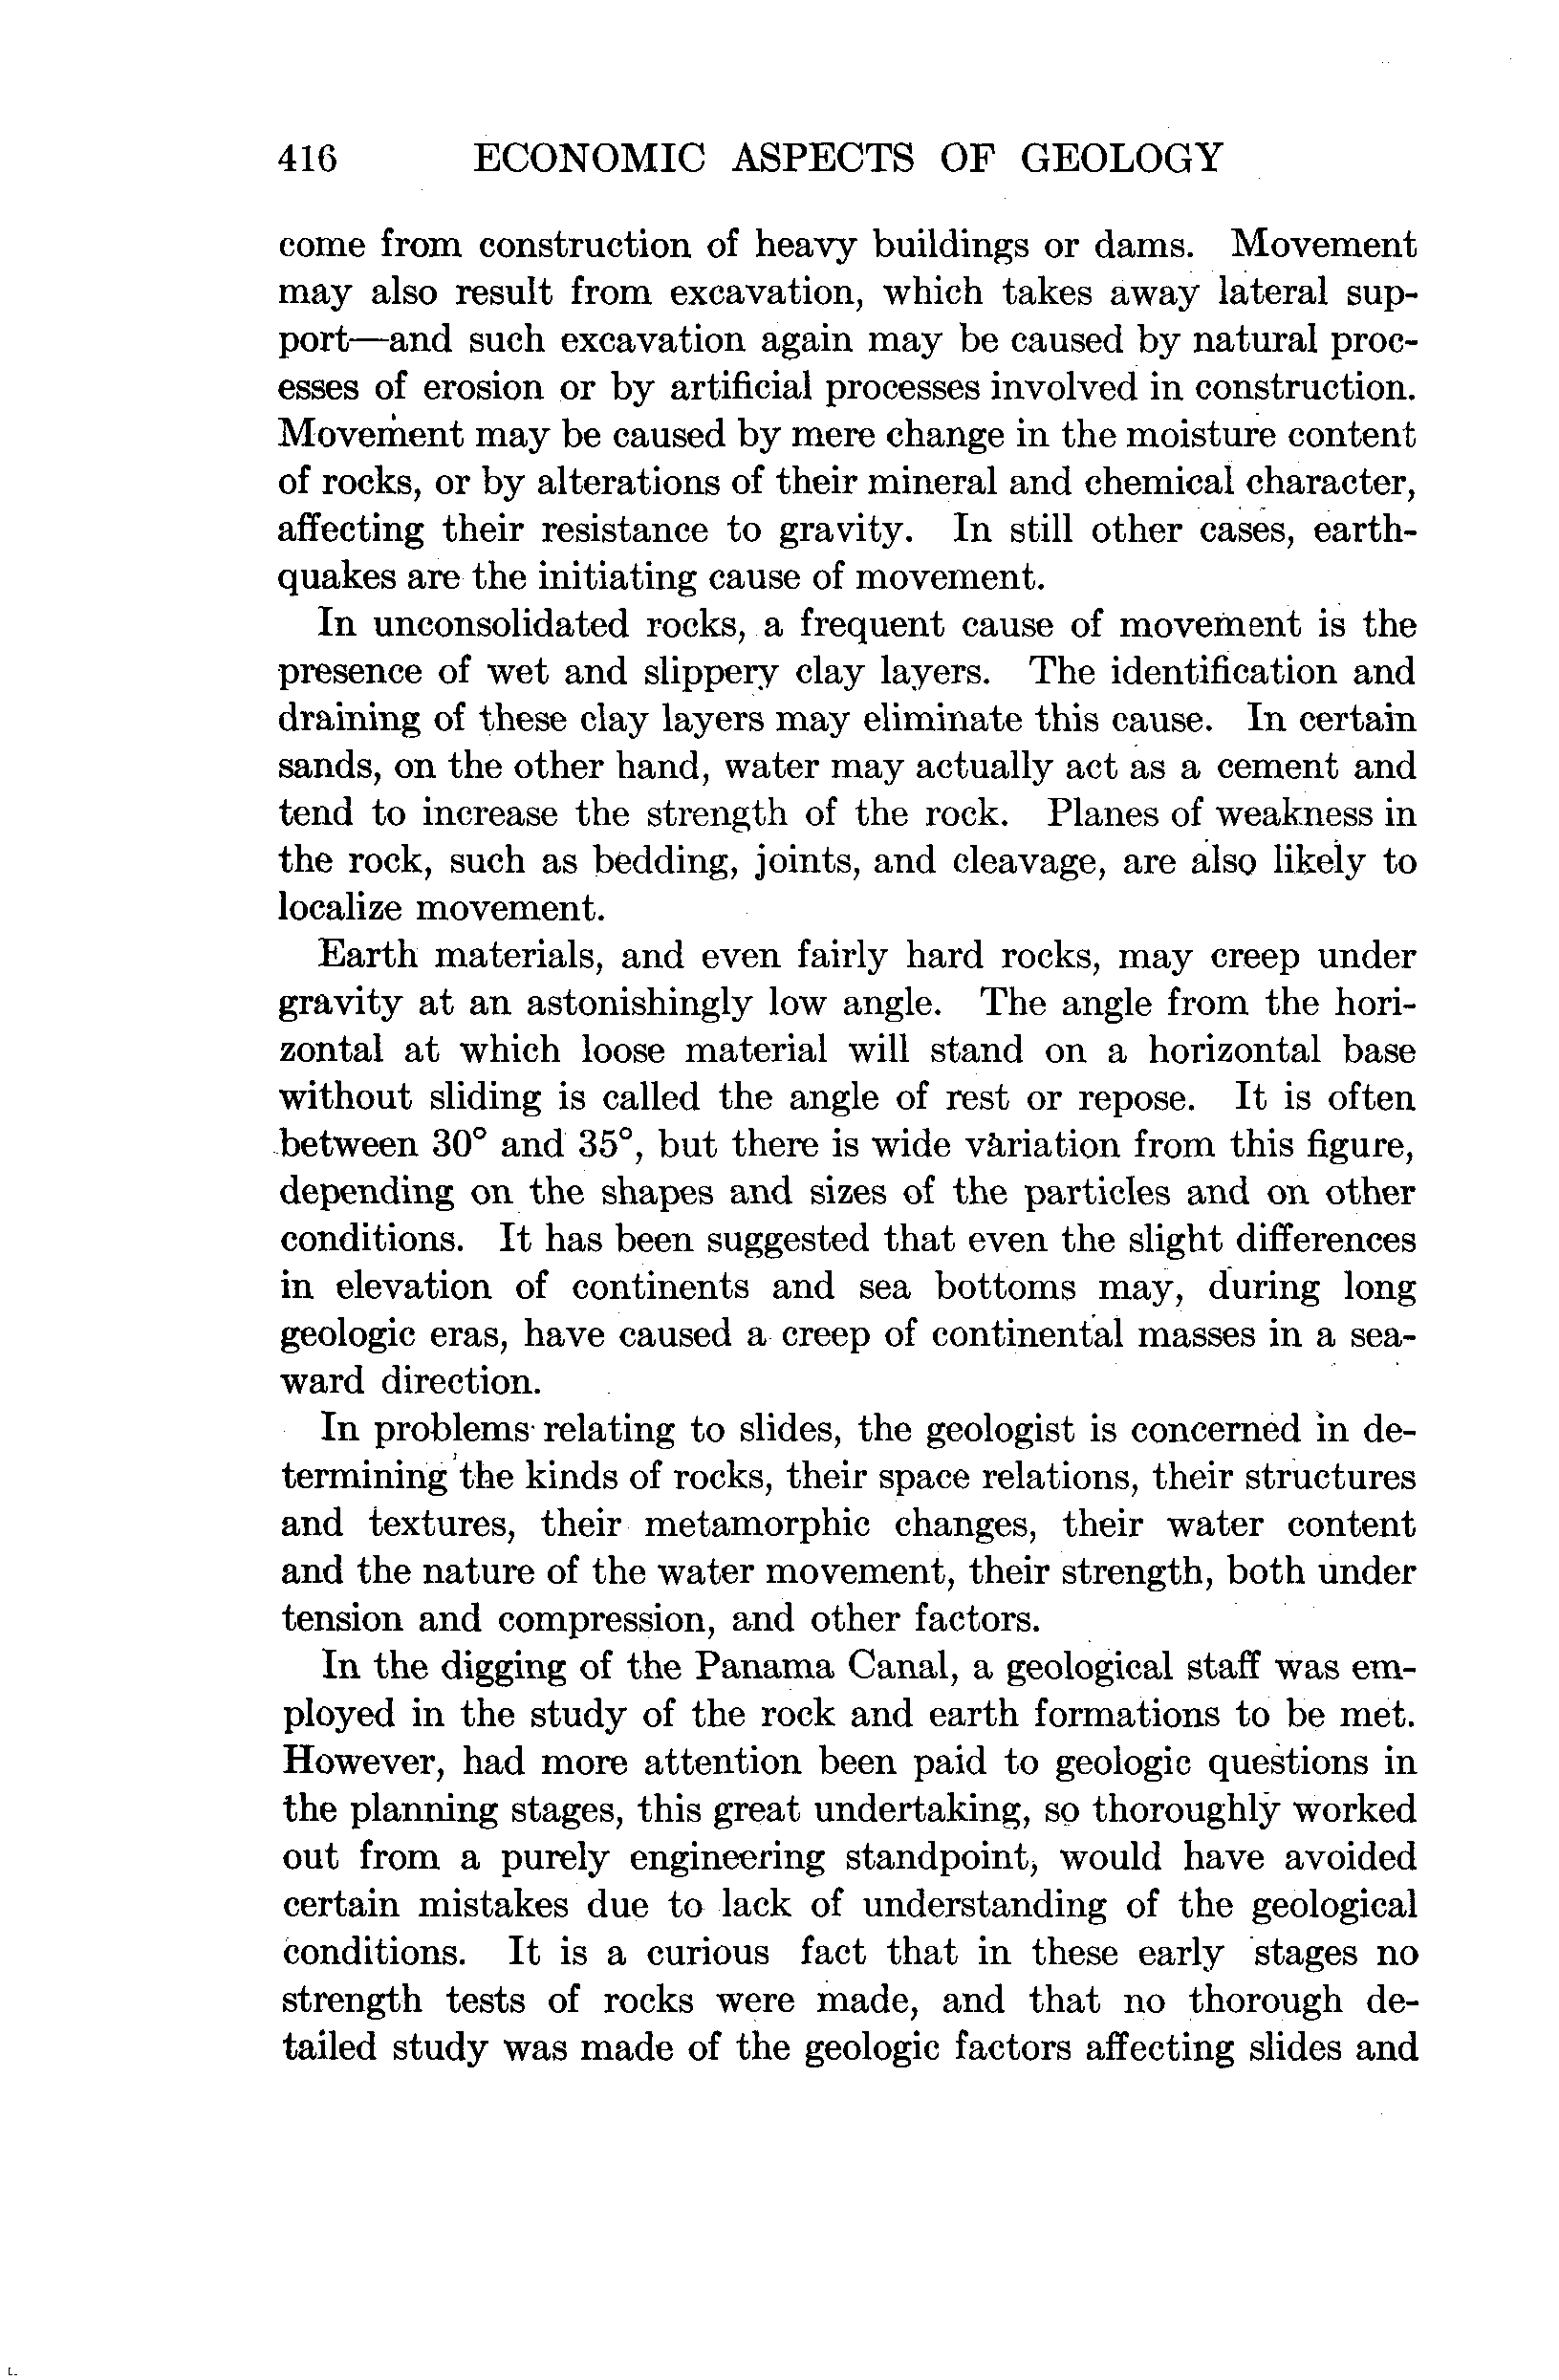 416 ECONOMIC ASPECTS OF GEOLOGY
come from construction of heavy buildings or dams. Movement
may also result from excavation, which takes away lateral sup-
port—and such excavation again may be caused by natural proc-
esses of erosion or by artificial processes involved in construction.
Movement may be caused by mere change in the moisture content
of rocks, or by alterations of their mineral and chemical character,
affecting their resistance to gravity. In still other cases, earth-
quakes are the initiating cause of movement.
In unconsolidated rocks, a frequent cause of movement is the
presence of wet and slippery clay layers. The identification and
draining of these clay layers may eliminate this cause. In certain
sands, on the other hand, water may actually act as a cement and
tend to increase the strength of the rock. Planes of weakness in
the rock, such as bedding, joints, and cleavage, are also likely to
localize movement.
Earth materials, and even fairly hard rocks, may creep under
gravity at an astonishingly low angle. The angle from the hori-
zontal at which loose material will stand on a horizontal base
without sliding is called the angle of rest or repose. It is often
between 30° and 35°, but there is wide variation from this figure,
depending on the shapes and sizes of the particles and on other
conditions. It has been suggested that even the slight differences
in elevation of continents and sea bottoms may, during long
geologic eras, have caused a creep of continental masses in a sea-
ward direction.
In problems relating to slides, the geologist is concerned in de-
termining the kinds of rocks, their space relations, their structures
and textures, their metamorphic changes, their water content
and the nature of the water movement, their strength, both under
tension and compression, and other factors.
In the digging of the Panama Canal, a geological staff was em-
ployed in the study of the rock and earth formations to be met.
However, had more attention been paid to geologic questions in
the planning stages, this great undertaking, so thoroughly worked
out from a purely engineering standpoint, would have avoided
certain mistakes due to lack of understanding of the geological
conditions. It is a curious fact that in these early stages no
strength tests of rocks were made, and that no thorough de-
tailed study was made of the geologic factors affecting slides and